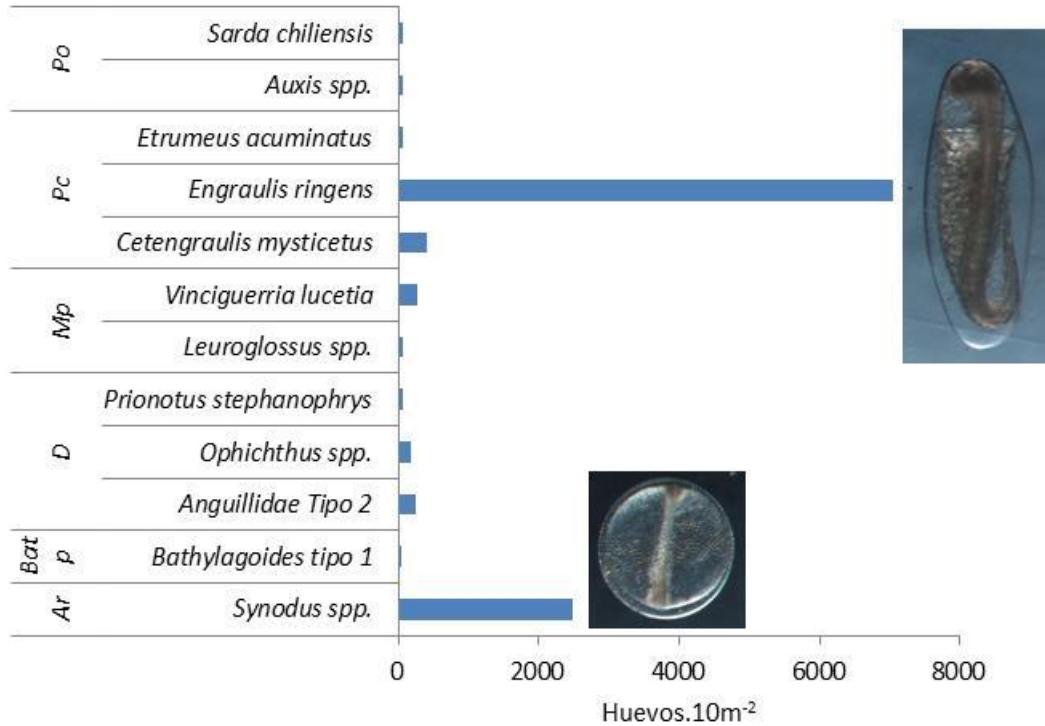 Po
Sarda chiliensis
Auxis spp.
Pc
Etrumeus acuminatus
Engraulis ringens
Cetengraulis mysticetus
Mp
Vinciguerria lucetia
Leuroglossus spp.
D
Prionotus stephanophrys
Ophichthus spp.
Anguillidae Tipo 2
Bat
p
Bathylagoides tipo 1
Ar
Synodus spp.
0 2000 4000 6000 8000
Huevos.10m⁻²